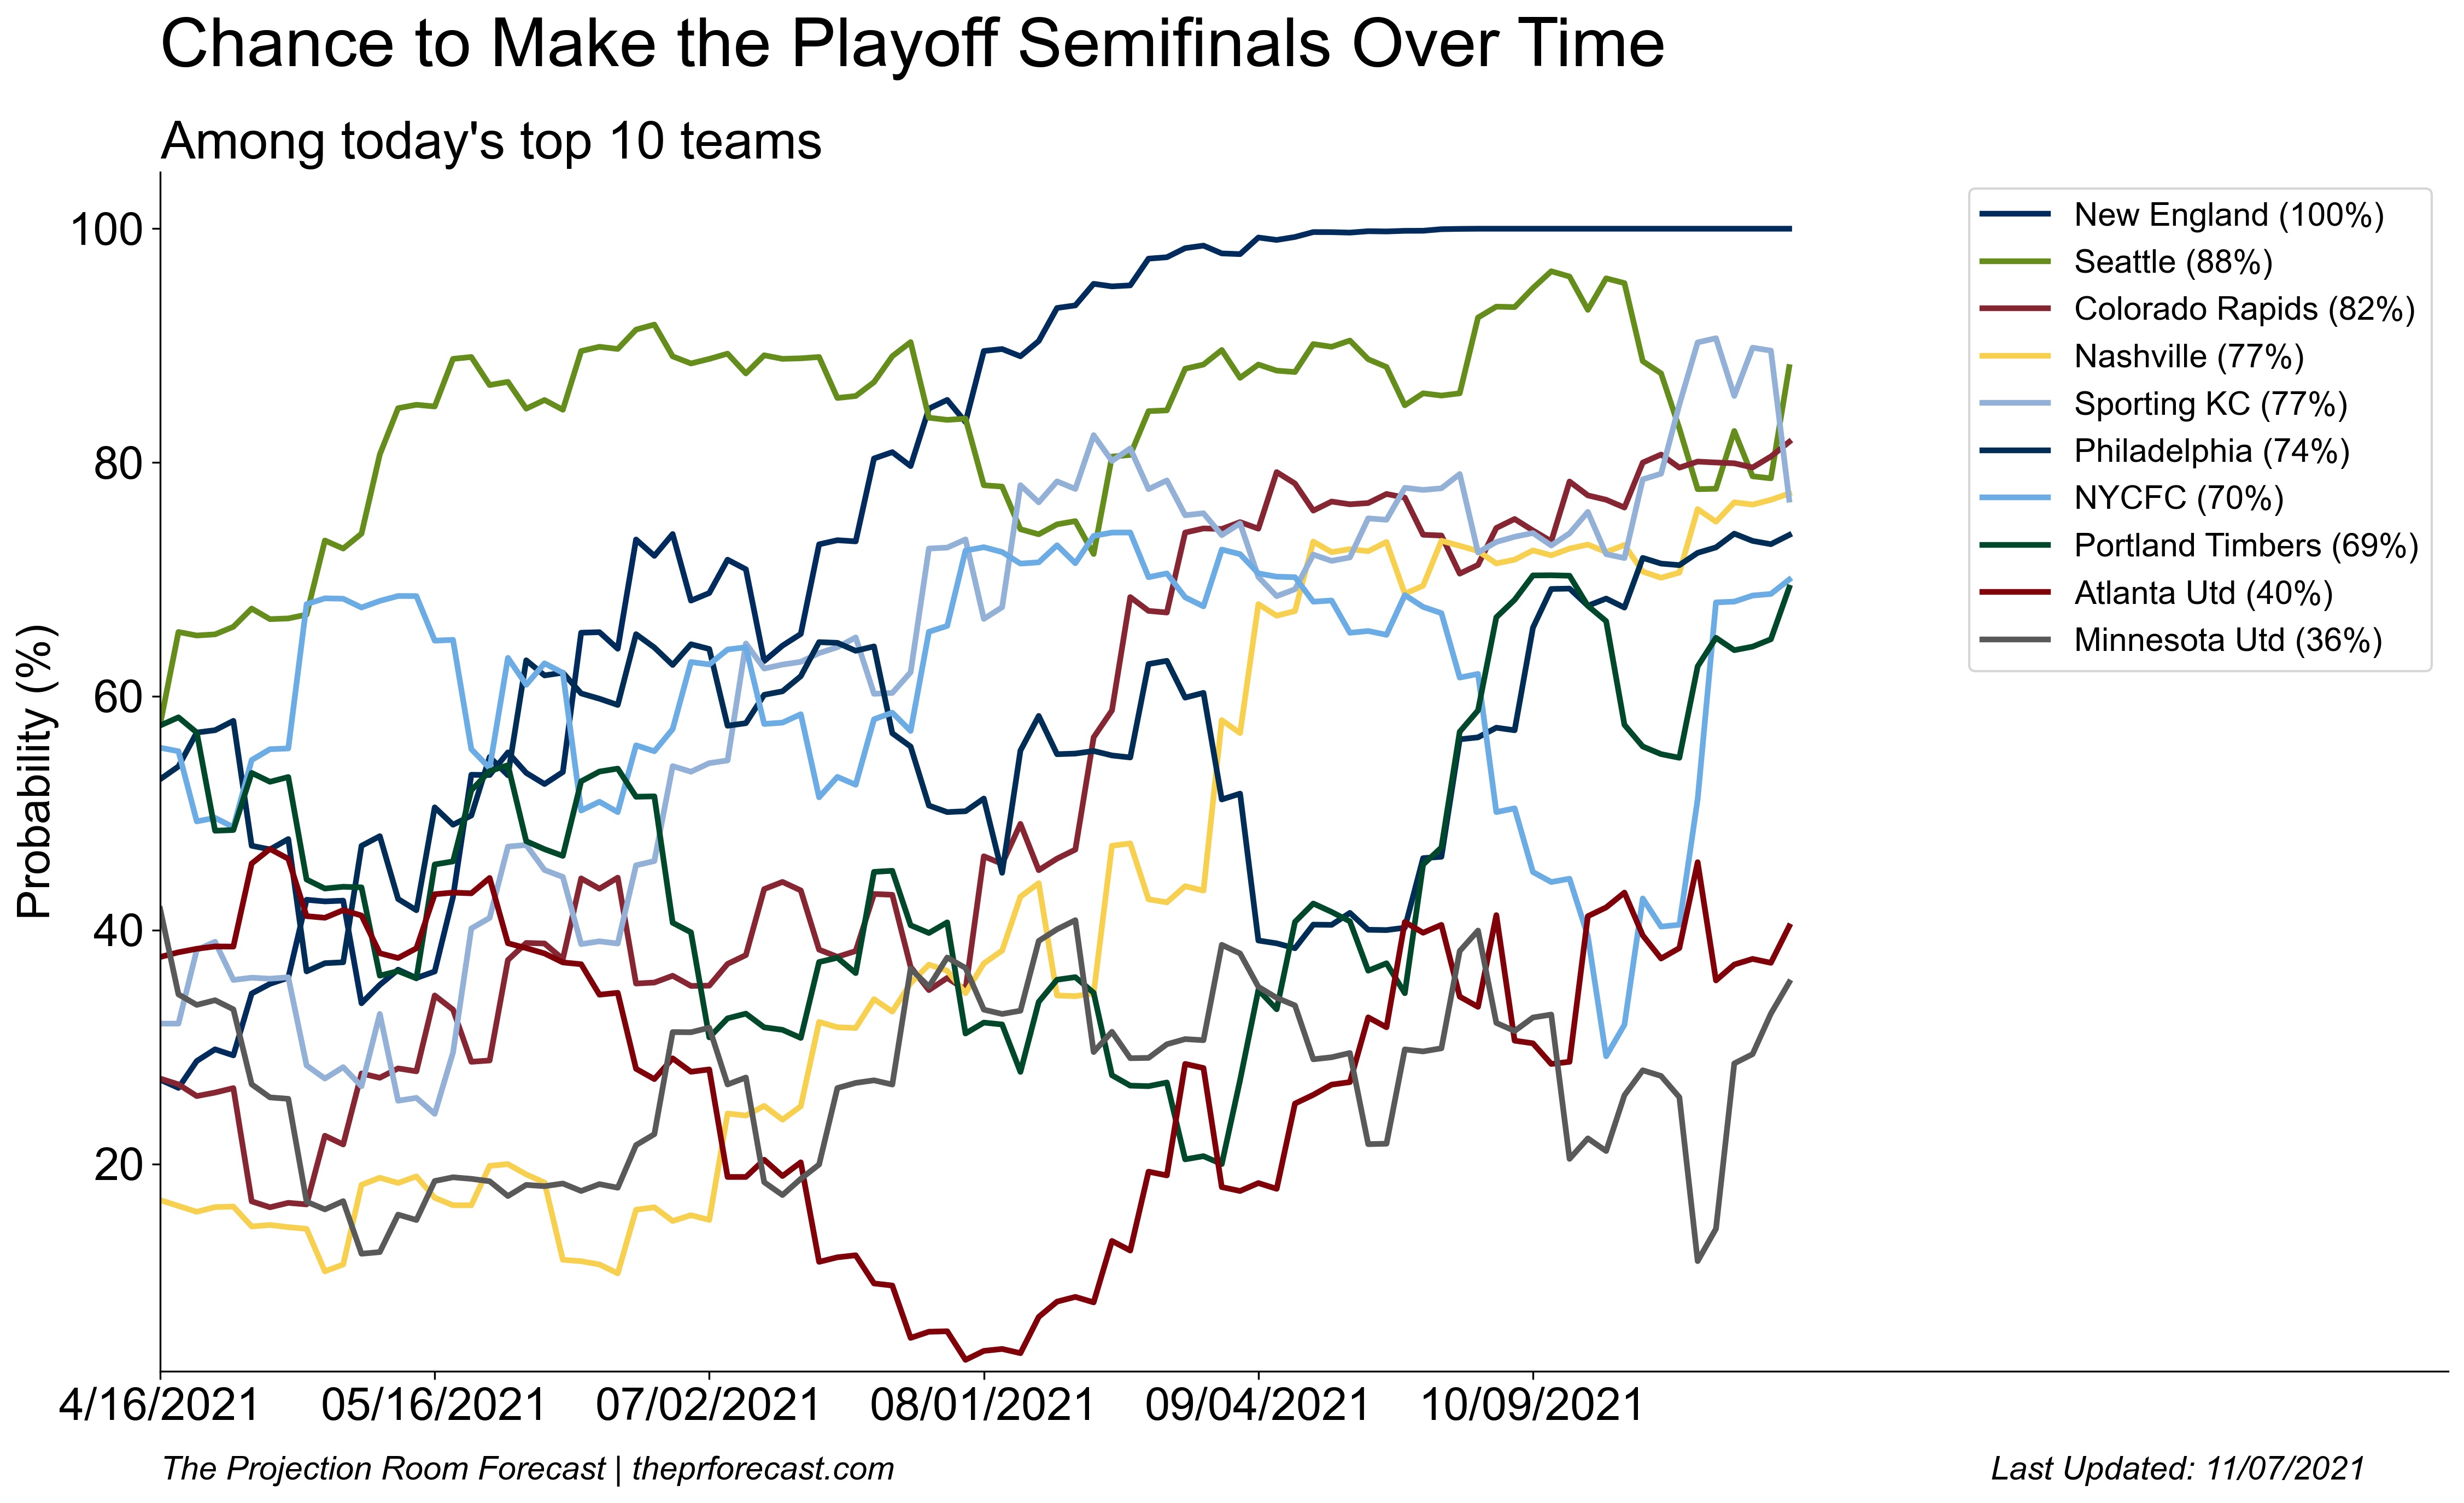 Chance to Make the Playoff Semifinals Over Time
Among today's top 10 teams
Probability (%)
100
80
60
40
20
4/16/2021
05/16/2021
07/02/2021
08/01/2021
09/04/2021
10/09/2021
New England (100%)
Seattle (88%)
Colorado Rapids (82%)
Nashville (77%)
Sporting KC (77%)
Philadelphia (74%)
NYCFC (70%)
Portland Timbers (69%)
Atlanta Utd (40%)
Minnesota Utd (36%)
The Projection Room Forecast | theprforecast.com
Last Updated: 11/07/2021